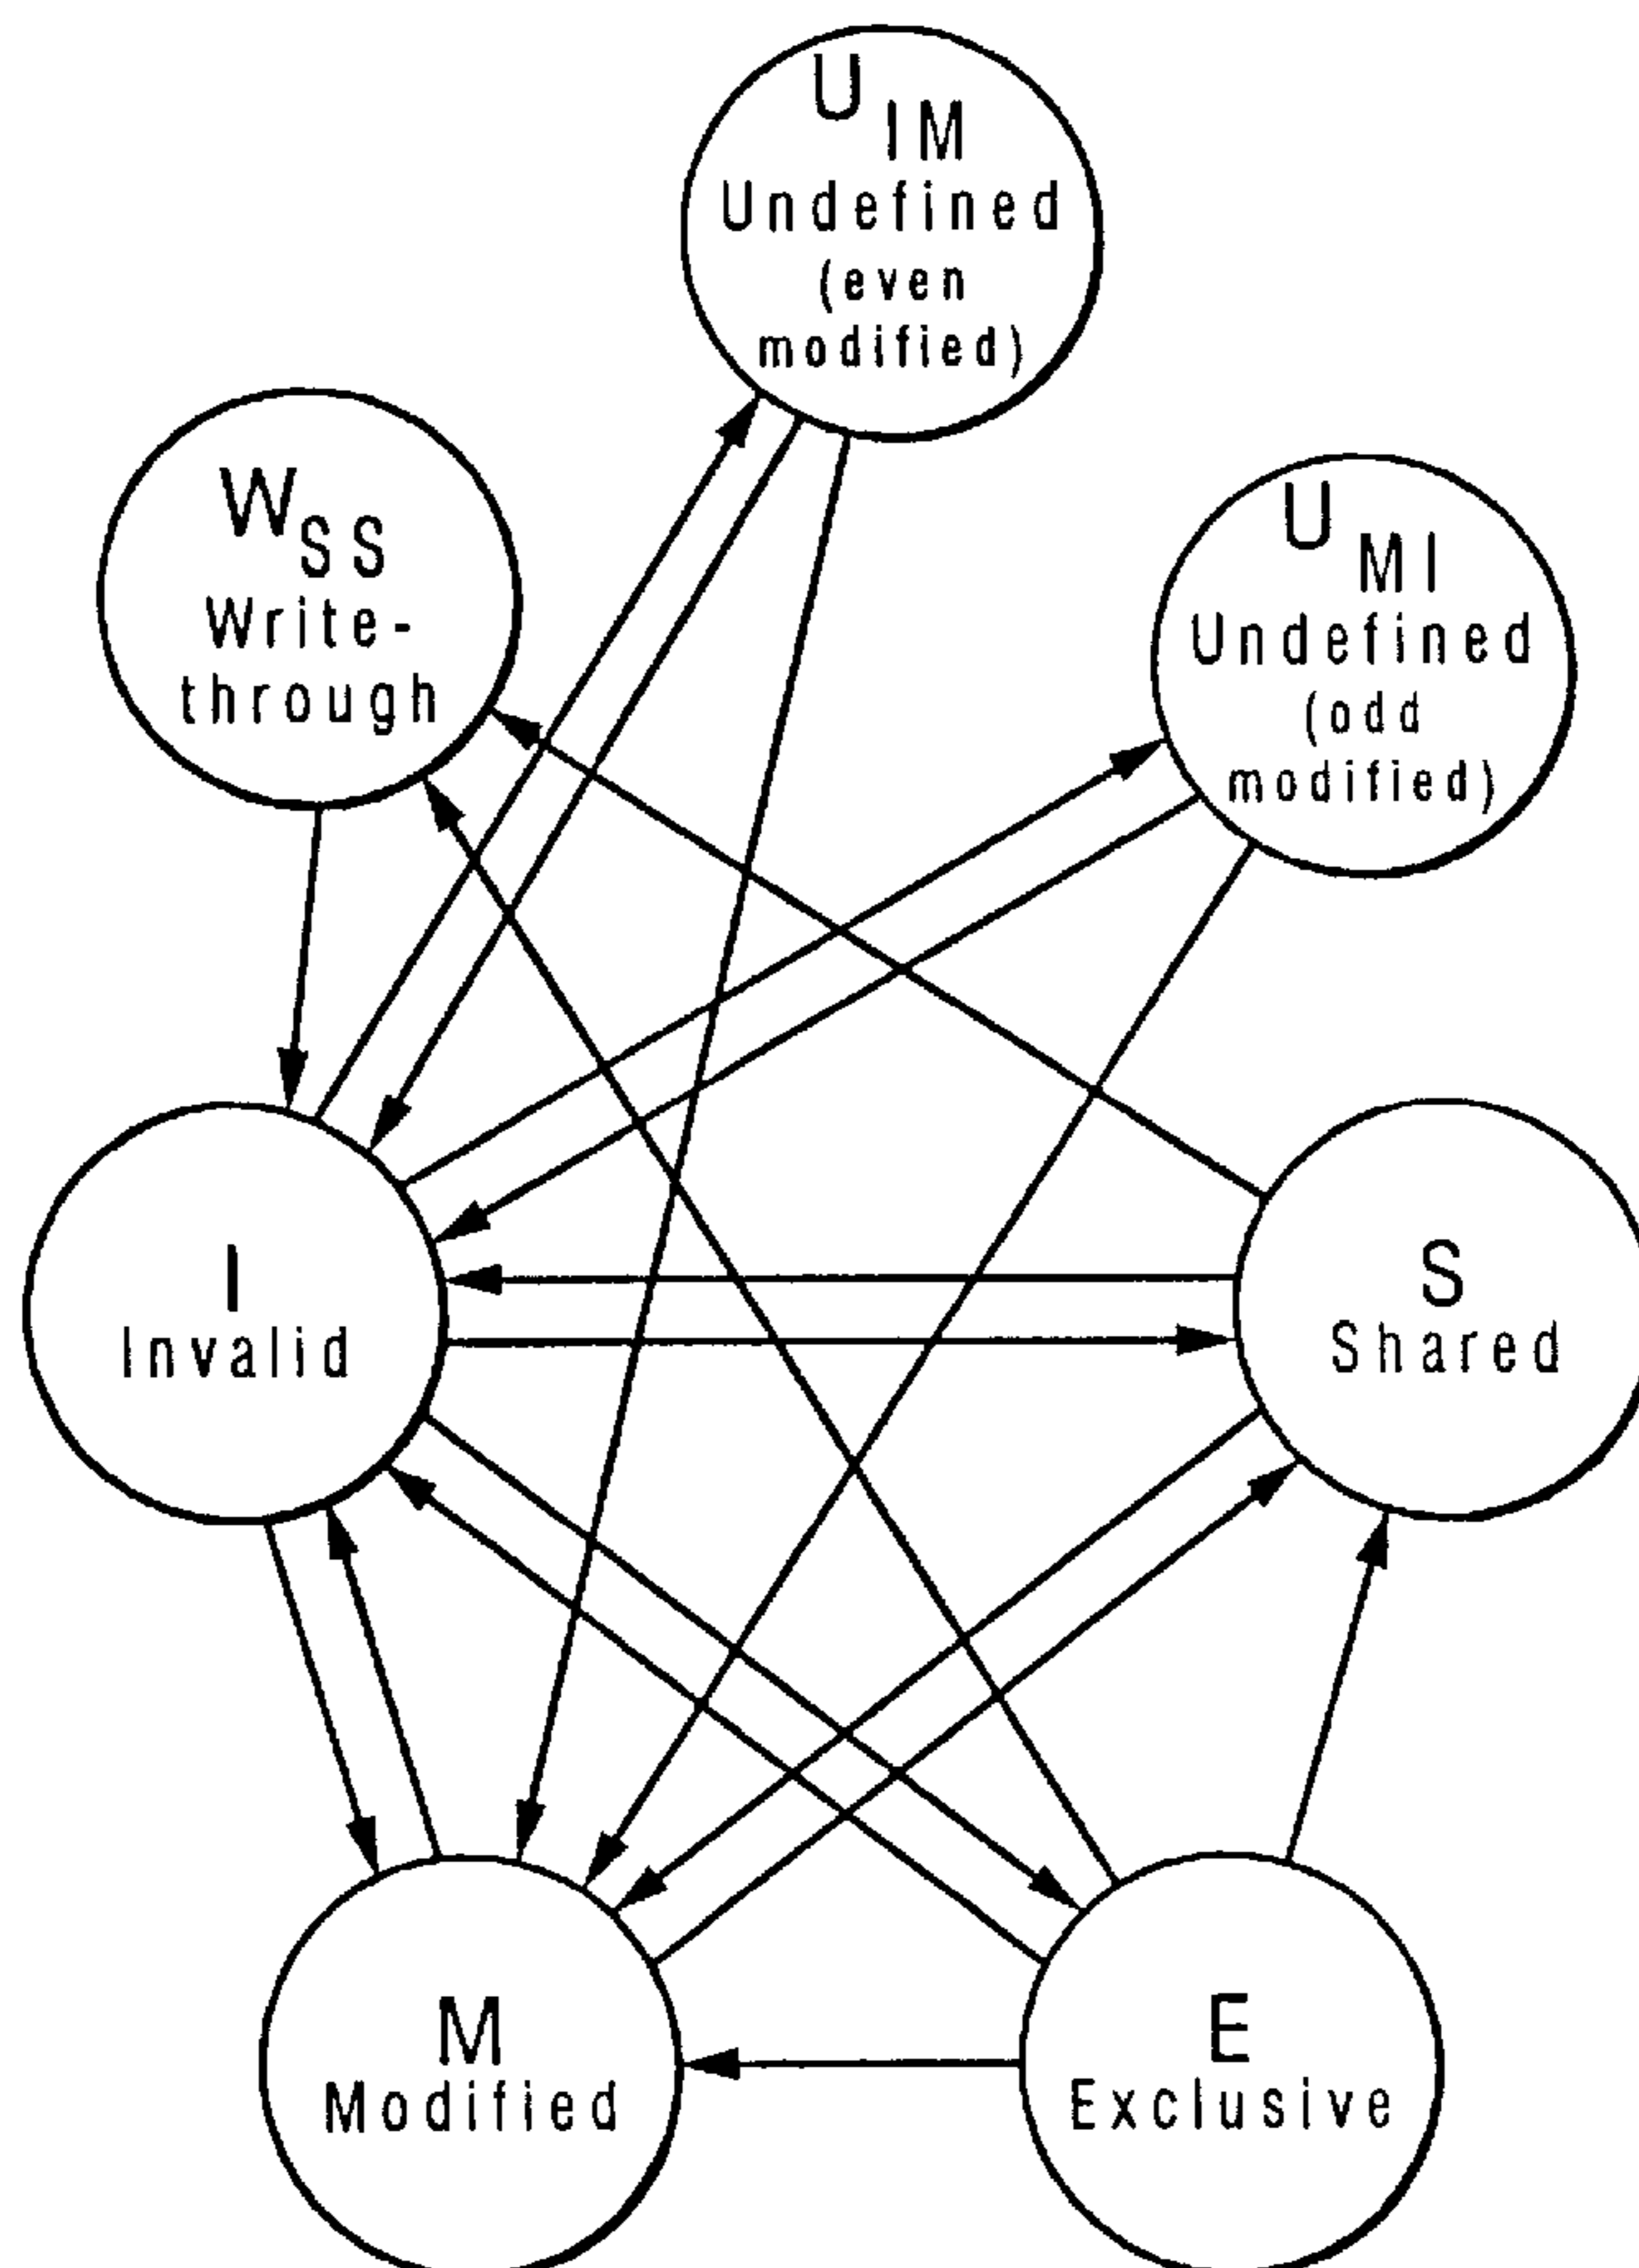 U IM
Undefined
(even
modified)
W SS
Write-
through
U MI
Undefined
(odd
modified)
I
Invalid
S
Shared
M
Modified
E
Exclusive